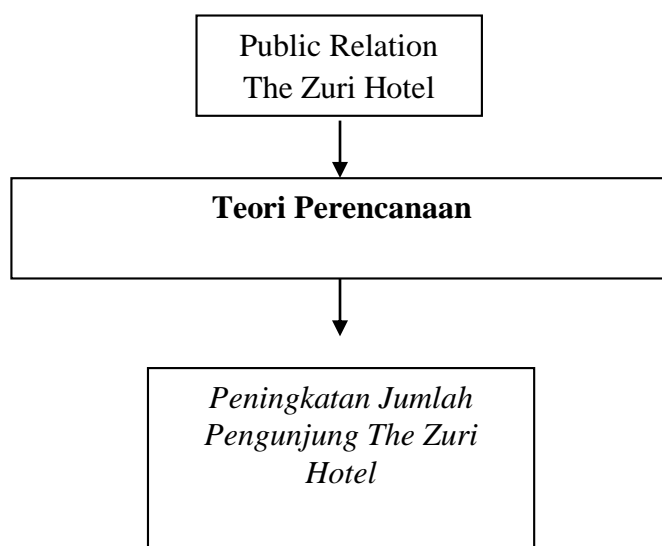 Public Relation
The Zuri Hotel
Teori Perencanaan
Peningkatan Jumlah
Pengunjung The Zuri
Hotel